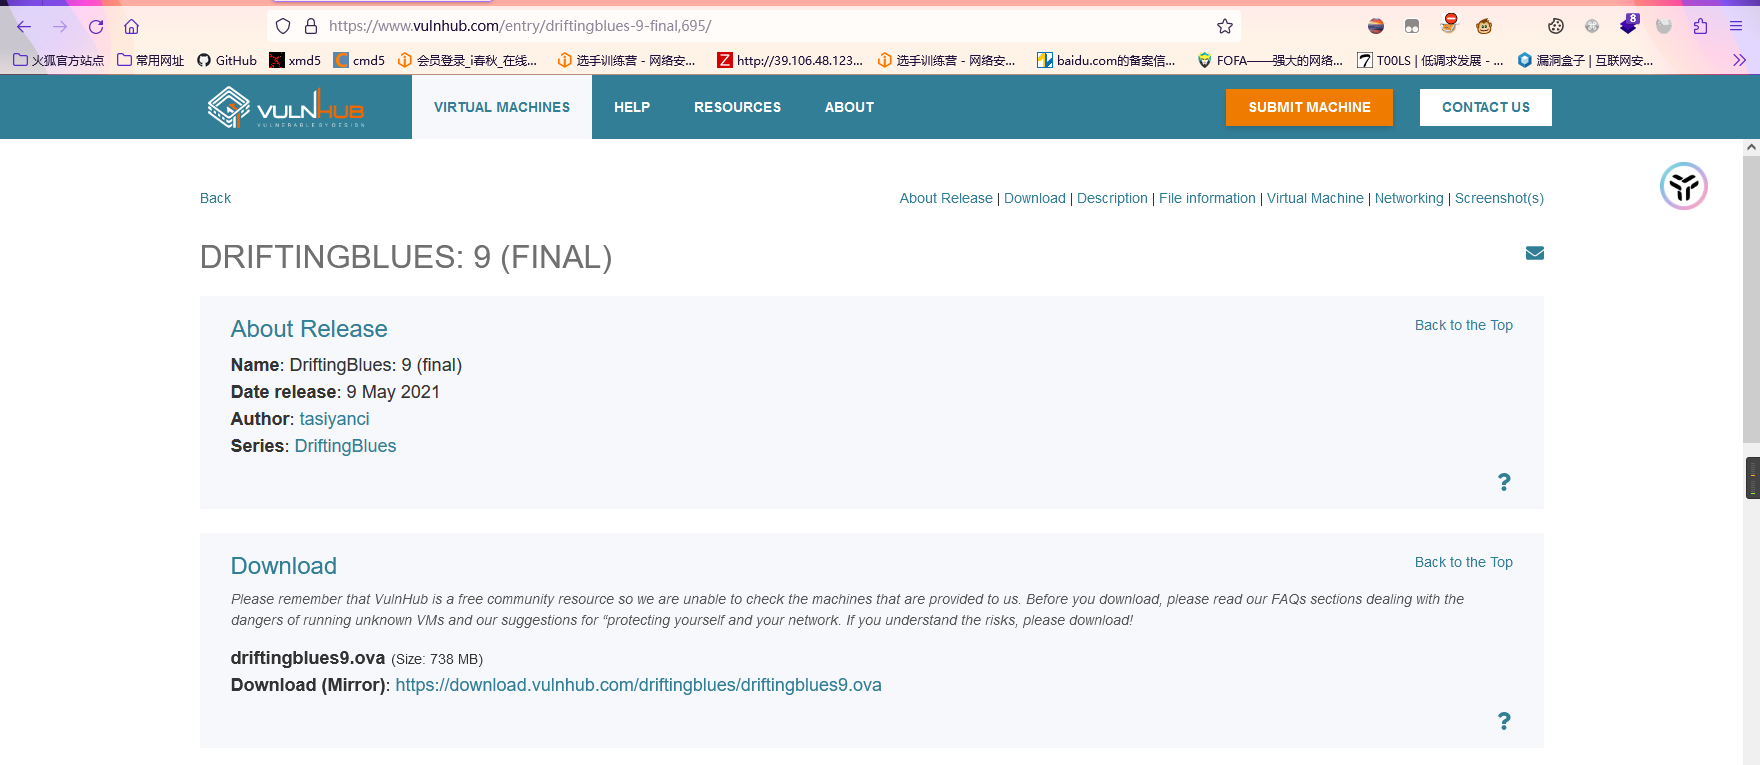 https://www.vulnhub.com/entry/driftingblues-9-final,695/
8
火狐官方站点 常用网址 GitHub xmd5 cmd5 会员登录_i春秋_在线... 选手训练营 - 网络安... http://39.106.48.123... 选手训练营 - 网络安... baidu.com的备案信... FOFA——强大的网络... T00LS | 低调求发展 - ... 漏洞盒子 | 互联网安...
VULNHUB VIRTUAL MACHINES HELP RESOURCES ABOUT SUBMIT MACHINE CONTACT US
VULNERABLE BY DESIGN
Back About Release | Download | Description | File information | Virtual Machine | Networking | Screenshot(s)
DRIFTINGBLUES: 9 (FINAL)
About Release Back to the Top
Name: DriftingBlues: 9 (final)
Date release: 9 May 2021
Author: tasiyanci
Series: DriftingBlues
?
Download Back to the Top
Please remember that VulnHub is a free community resource so we are unable to check the machines that are provided to us. Before you download, please read our FAQs sections dealing with the
dangers of running unknown VMs and our suggestions for “protecting yourself and your network. If you understand the risks, please download!
driftingblues9.ova (Size: 738 MB)
Download (Mirror): https://download.vulnhub.com/driftingblues/driftingblues9.ova
?